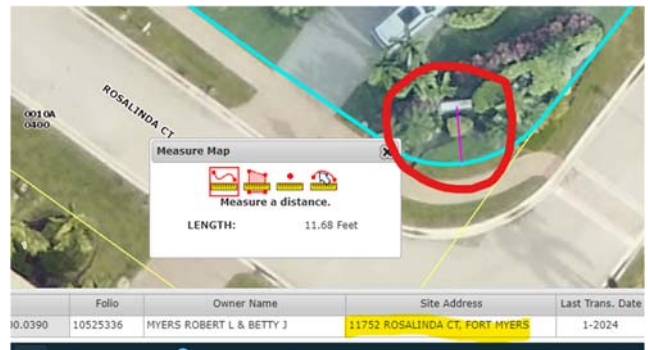 ROSALINDA CT
0010A
0400
Measure Map
Measure a distance.
LENGTH: 11.68 Feet
Folio Owner Name Site Address Last Trans. Date
00.0390 10525336 MYERS ROBERT L & BETTY J 11752 ROSALINDA CT, FORT MYERS 1-2024